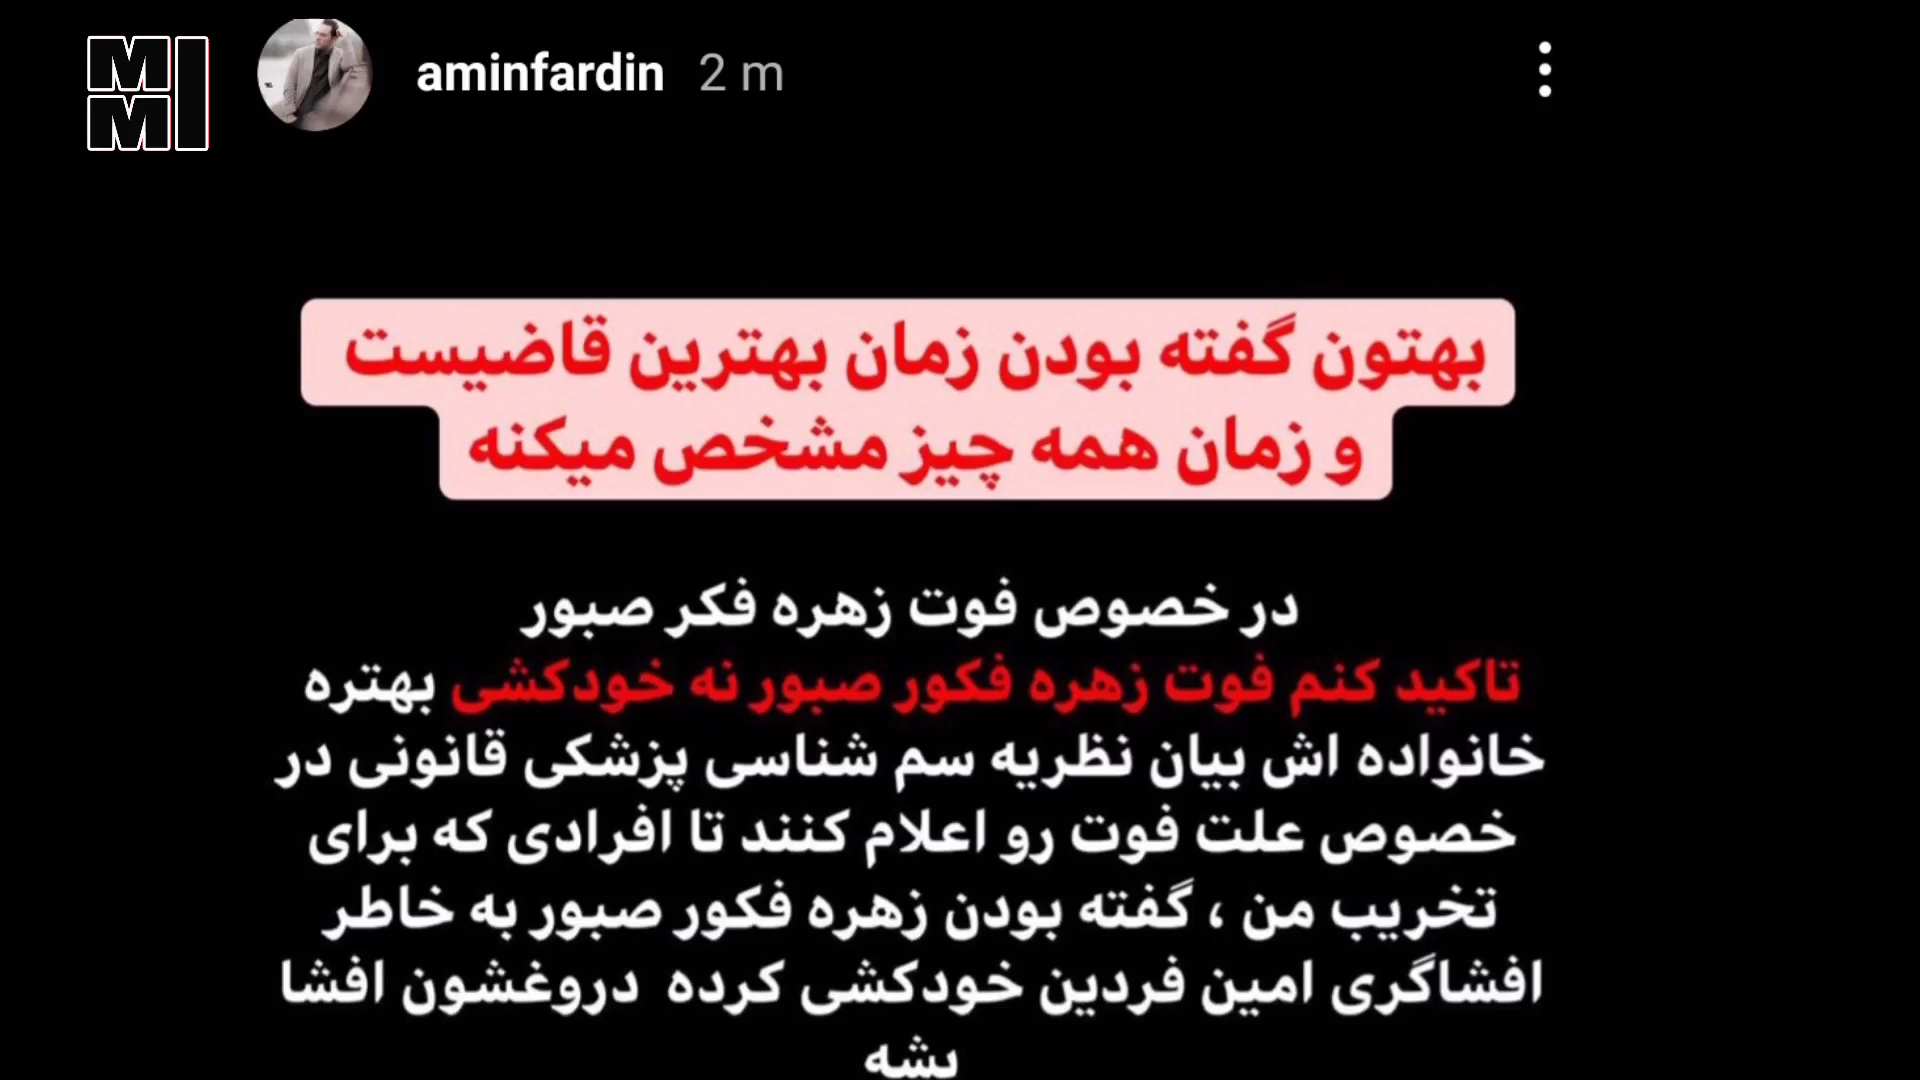 MMI
aminfardin 2 m
بهتون گفته بودن زمان بهترین قاضیست
و زمان همه چیز مشخص میکنه
در خصوص فوت زهره فکر صبور
تاکید کنم فوت زهره فکور صبور نه خودکشی بهتره
خانواده اش بیان نظریه سم شناسی پزشکی قانونی در
خصوص علت فوت رو اعلام کنند تا افرادی که برای
تخریب من ، گفته بودن زهره فکور صبور به خاطر
افشاگری امین فردین خودکشی کرده دروغشون افشا
بشه